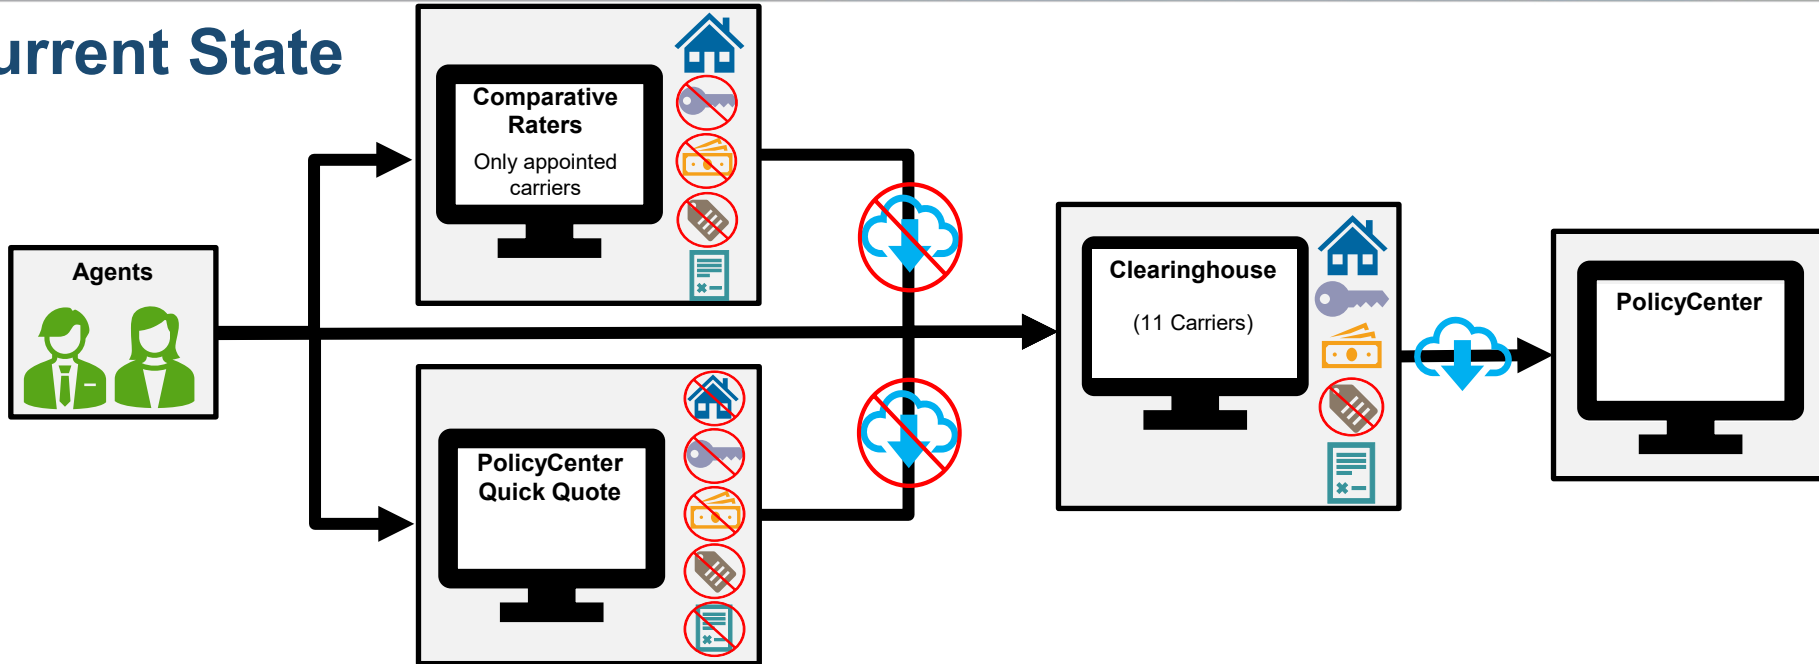 urrent State
Comparative
Raters
Only appointed
carriers
Agents
Clearinghouse
(11 Carriers)
PolicyCenter
PolicyCenter
Quick Quote